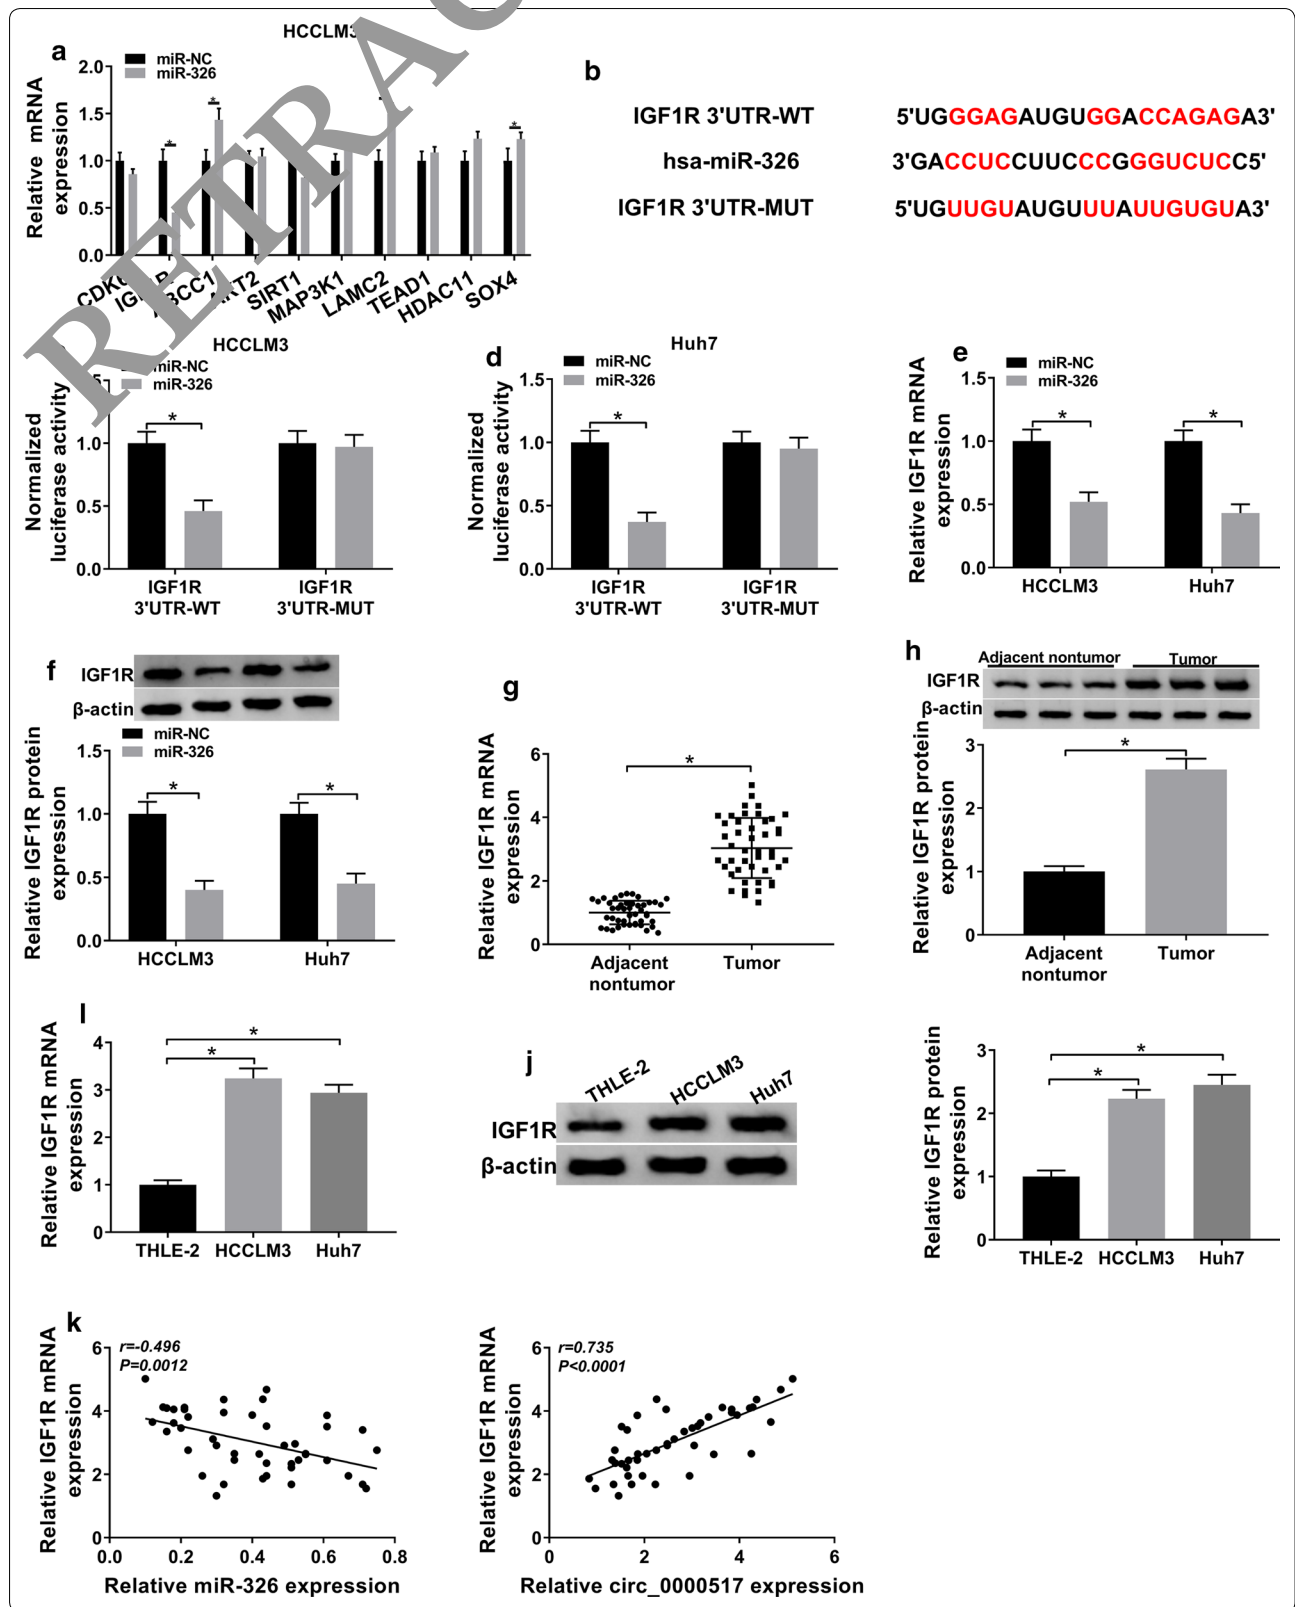 RETRAC
a
HCCLM3
miR-NC
miR-326
Relative mRNA
expression
2.0
1.5
1.0
0.5
0.0
* * * *
SIRT1
MAP3K1
LAMC2
TEAD1
HDAC11
SOX4
b
IGF1R 3'UTR-WT 5'UGGGAGAUGUGGACCAGAGA3'
hsa-miR-326 3'GACCUCCUUCCCGGGUCUCC5'
IGF1R 3'UTR-MUT 5'UGUUGUAUGUUUAUUGUGUA3'
HCCLM3
miR-NC
miR-326
Normalized
luciferase activity
1.0
0.5
0.0
*
IGF1R
3'UTR-WT
IGF1R
3'UTR-MUT
d
Huh7
miR-NC
miR-326
Normalized
luciferase activity
1.5
1.0
0.5
0.0
*
IGF1R
3'UTR-WT
IGF1R
3'UTR-MUT
e
miR-NC
miR-326
Relative IGF1R mRNA
expression
1.5
1.0
0.5
0.0
* *
HCCLM3 Huh7
f
IGF1R
β-actin
miR-NC
miR-326
Relative IGF1R protein
expression
1.5
1.0
0.5
0.0
* *
HCCLM3 Huh7
g
Relative IGF1R mRNA
expression
6
4
2
0
*
Adjacent
nontumor
Tumor
h
Adjacent nontumor Tumor
IGF1R
β-actin
Relative IGF1R protein
expression
3
2
1
0
*
Adjacent
nontumor
Tumor
I
Relative IGF1R mRNA
expression
4
3
2
1
0
*
*
THLE-2 HCCLM3 Huh7
j
THLE-2 HCCLM3 Huh7
IGF1R
β-actin
Relative IGF1R protein
expression
3
2
1
0
*
*
THLE-2 HCCLM3 Huh7
k
r=-0.496
P=0.0012
Relative IGF1R mRNA
expression
6
4
2
0
0.0 0.2 0.4 0.6 0.8
Relative miR-326 expression
r=0.735
P<0.0001
Relative IGF1R mRNA
expression
6
4
2
0
0 2 4 6
Relative circ_0000517 expression